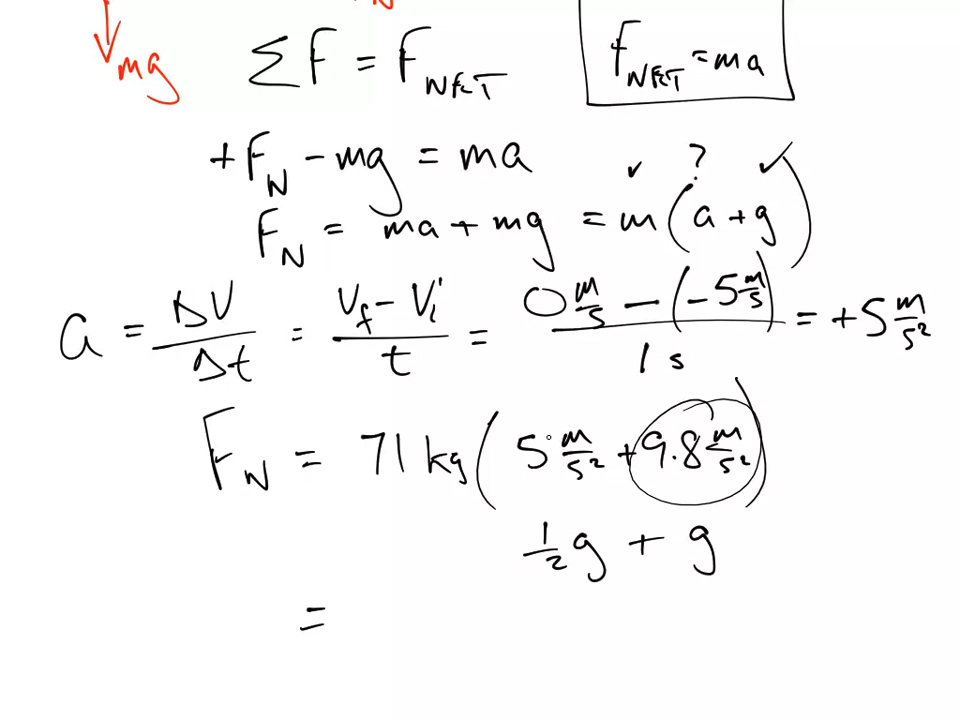 N
mg
ΣF = F_NET
F_NET = ma
+F_N - mg = ma
✓ ? ✓
F_N = ma + mg = m(a + g)
a = ΔV/Δt = (V_f - V_i)/t = (0 m/s - (-5 m/s))/(1 s) = +5 m/s²
F_N = 71 kg (5 m/s² + 9.8 m/s²)
½g + g
=